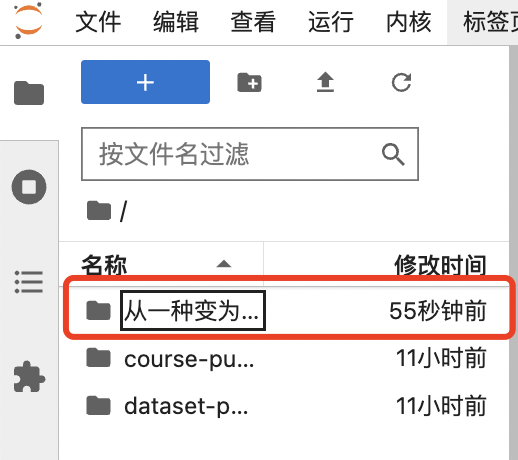 文件 编辑 查看 运行 内核 标签
按文件名过滤
/
名称 修改时间
从一种变为... 55秒钟前
course-pu... 11小时前
dataset-p... 11小时前